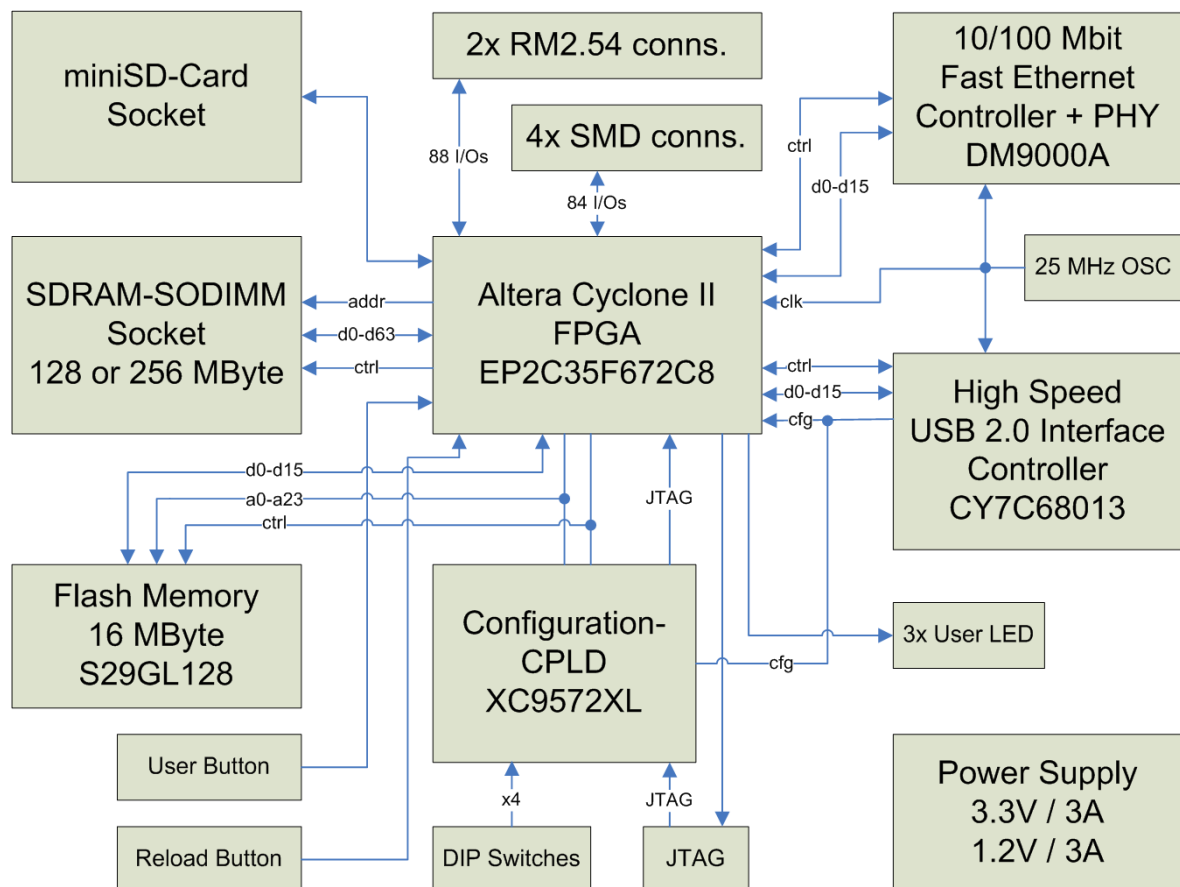 miniSD-Card
Socket
2x RM2.54 conns.
4x SMD conns.
88 I/Os
84 I/Os
10/100 Mbit
Fast Ethernet
Controller + PHY
DM9000A
ctrl
d0-d15
25 MHz OSC
clk
SDRAM-SODIMM
Socket
128 or 256 MByte
addr
d0-d63
ctrl
Altera Cyclone II
FPGA
EP2C35F672C8
ctrl
d0-d15
cfg
High Speed
USB 2.0 Interface
Controller
CY7C68013
d0-d15
a0-a23
ctrl
JTAG
Flash Memory
16 MByte
S29GL128
Configuration-
CPLD
XC9572XL
cfg
3x User LED
User Button
Reload Button
x4
JTAG
DIP Switches
JTAG
Power Supply
3.3V / 3A
1.2V / 3A